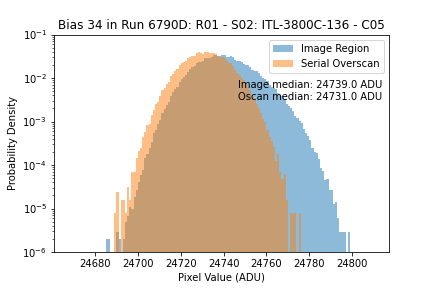 Bias 34 in Run 6790D: R01 - S02: ITL-3800C-136 - C05
Image Region
Serial Overscan
Image median: 24739.0 ADU
Oscan median: 24731.0 ADU
Probability Density
10⁻¹
10⁻²
10⁻³
10⁻⁴
10⁻⁵
10⁻⁶
24680 24700 24720 24740 24760 24780 24800
Pixel Value (ADU)